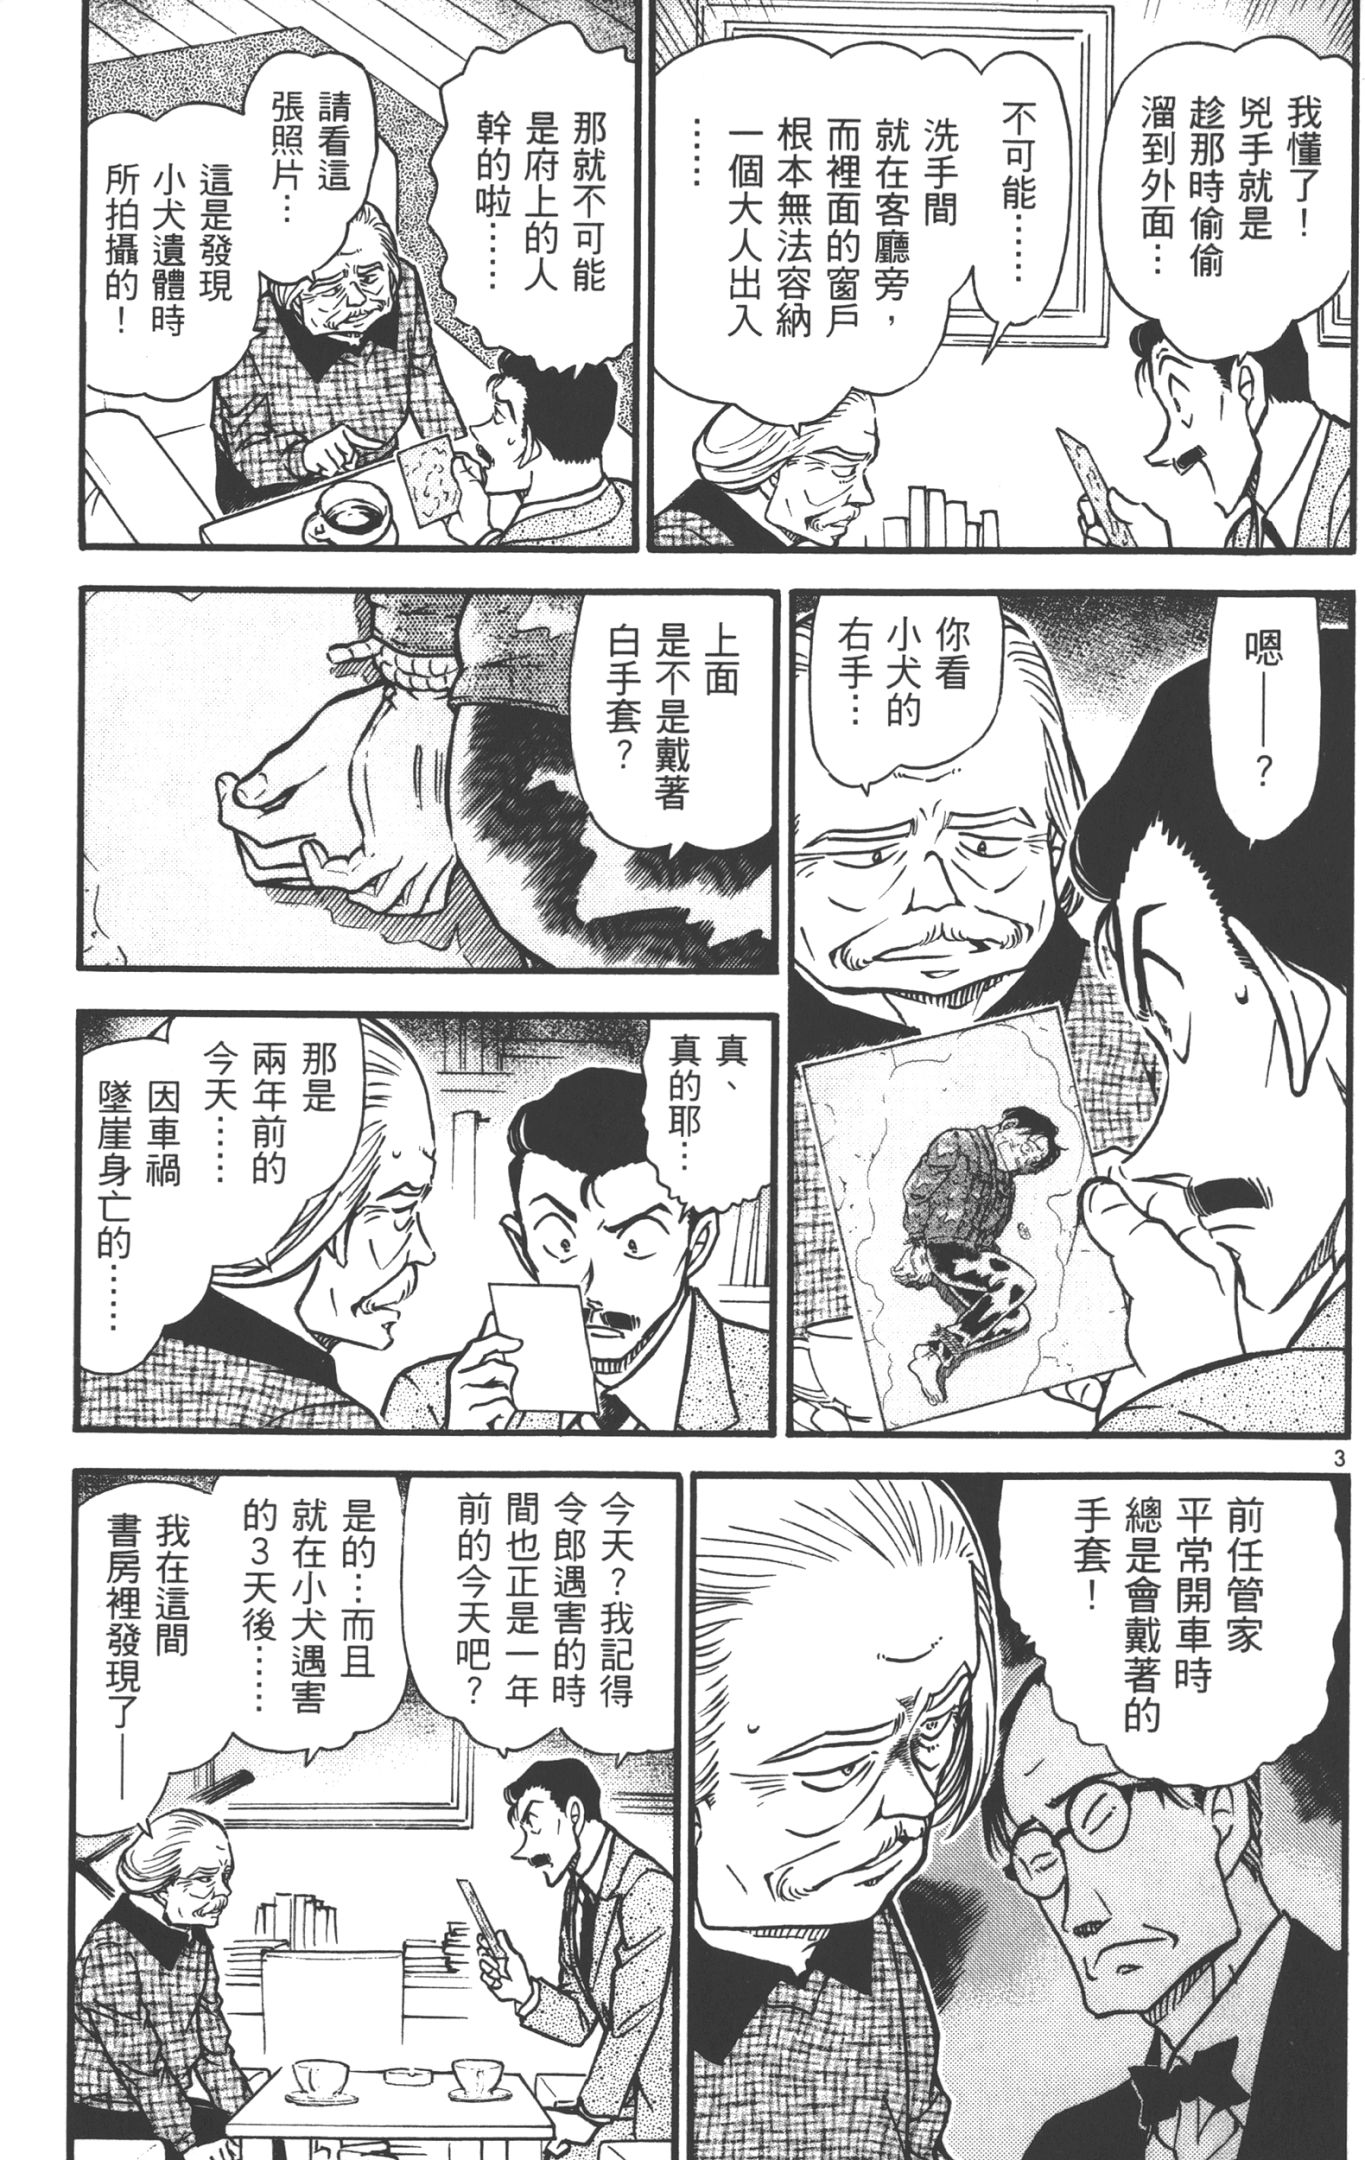 我懂了！
兇手就是
趁那時偷偷
溜到外面…
不可能……
洗手間
就在客廳旁，
而裡面的窗戶
根本無法容納
一個大人出入
……
那就不可能
是府上的人
幹的啦……
請看這
張照片…
這是發現
小犬遺體時
所拍攝的！
嗯——？
你看
小犬的
右手…
上面
是不是戴著
白手套？
真、
真的耶…
那是
兩年前的
今天……
因車禍
墜崖身亡的……
3
前任管家
平常開車時
總是會戴著的
手套！
今天？我記得
令郎遇害的時
間也正是一年
前的今天吧？
是的…而且
就在小犬遇害
的3天後……
我在這間
書房裡發現了——